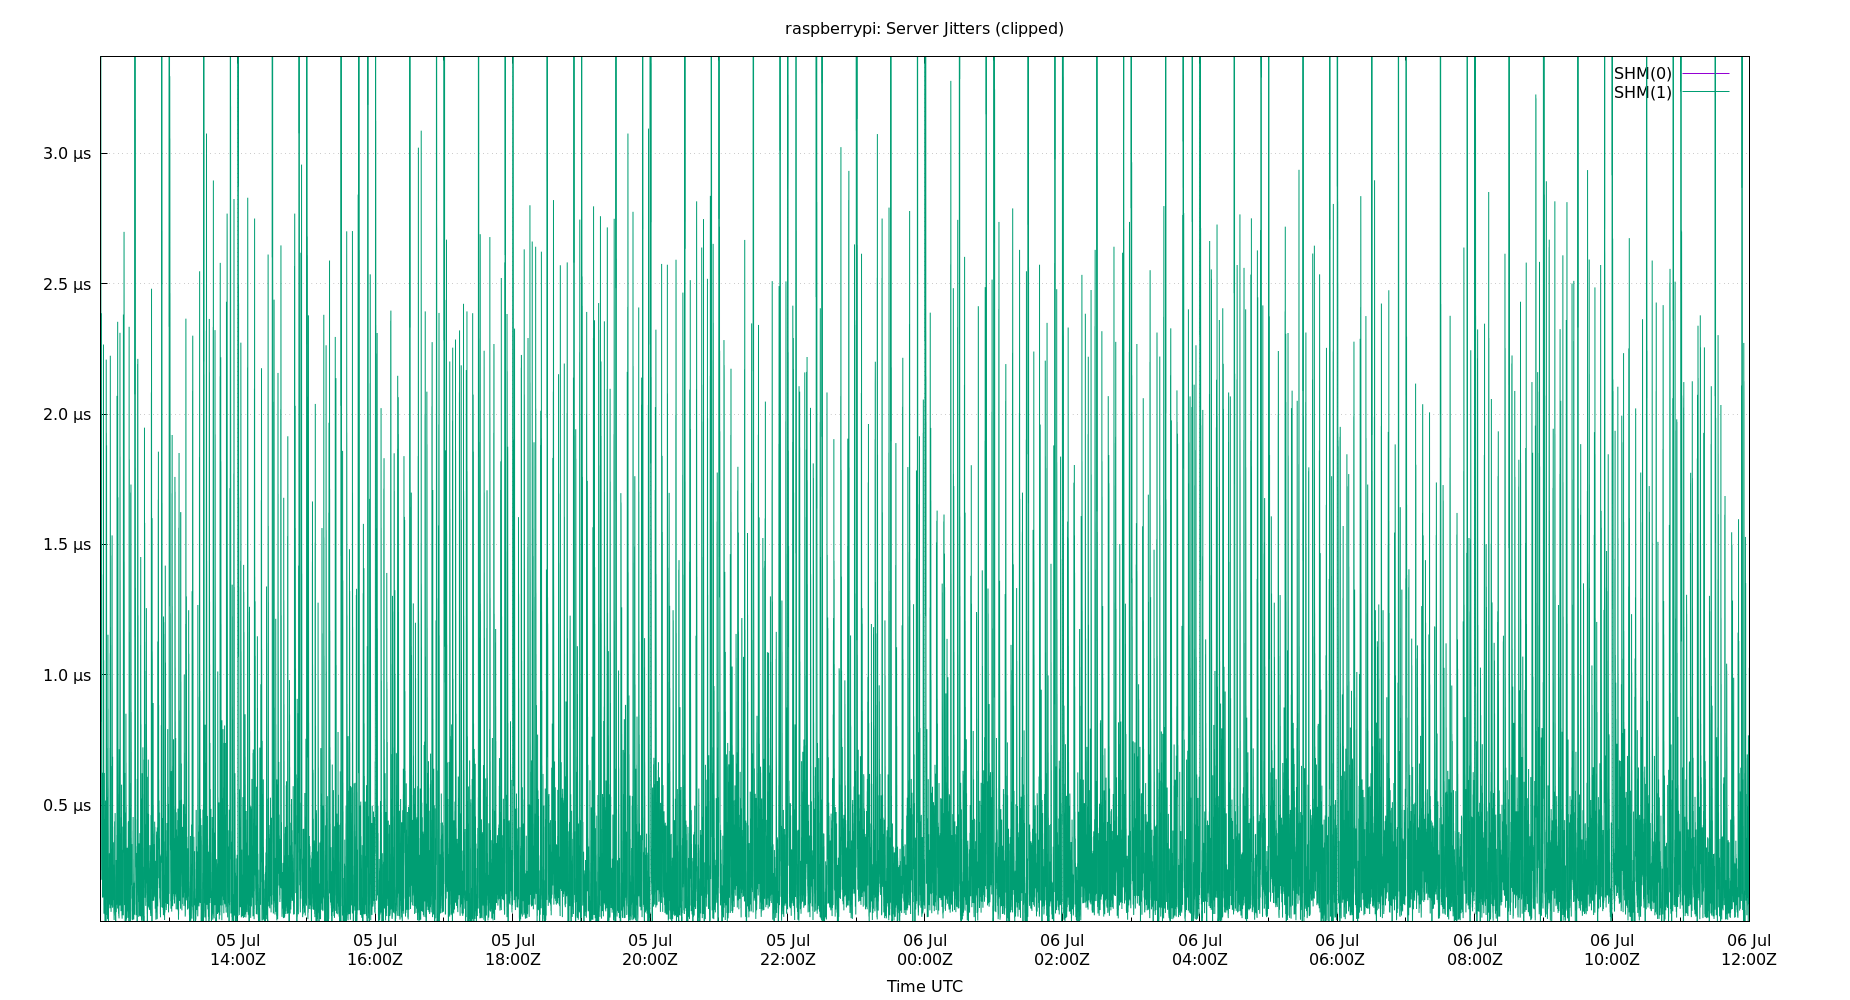 raspberrypi: Server Jitters (clipped)
SHM(0)
SHM(1)
3.0 µs
2.5 µs
2.0 µs
1.5 µs
1.0 µs
0.5 µs
05 Jul 05 Jul 05 Jul 05 Jul 05 Jul 06 Jul 06 Jul 06 Jul 06 Jul 06 Jul 06 Jul 06 Jul
14:00Z 16:00Z 18:00Z 20:00Z 22:00Z 00:00Z 02:00Z 04:00Z 06:00Z 08:00Z 10:00Z 12:00Z
Time UTC